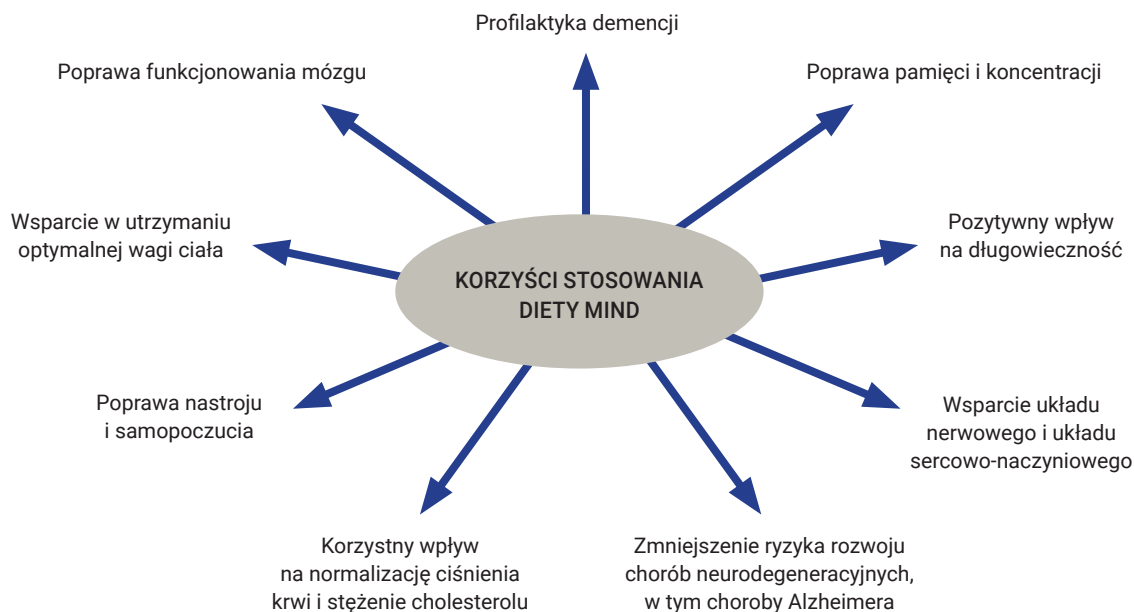 Profilaktyka demencji
Poprawa funkcjonowania mózgu
Poprawa pamięci i koncentracji
Wsparcie w utrzymaniu
optymalnej wagi ciała
Pozytywny wpływ
na długowieczność
KORZYŚCI STOSOWANIA
DIETY MIND
Poprawa nastroju
i samopoczucia
Wsparcie układu
nerwowego i układu
sercowo-naczyniowego
Korzystny wpływ
na normalizację ciśnienia
krwi i stężenie cholesterolu
Zmniejszenie ryzyka rozwoju
chorób neurodegeneracyjnych,
w tym choroby Alzheimera